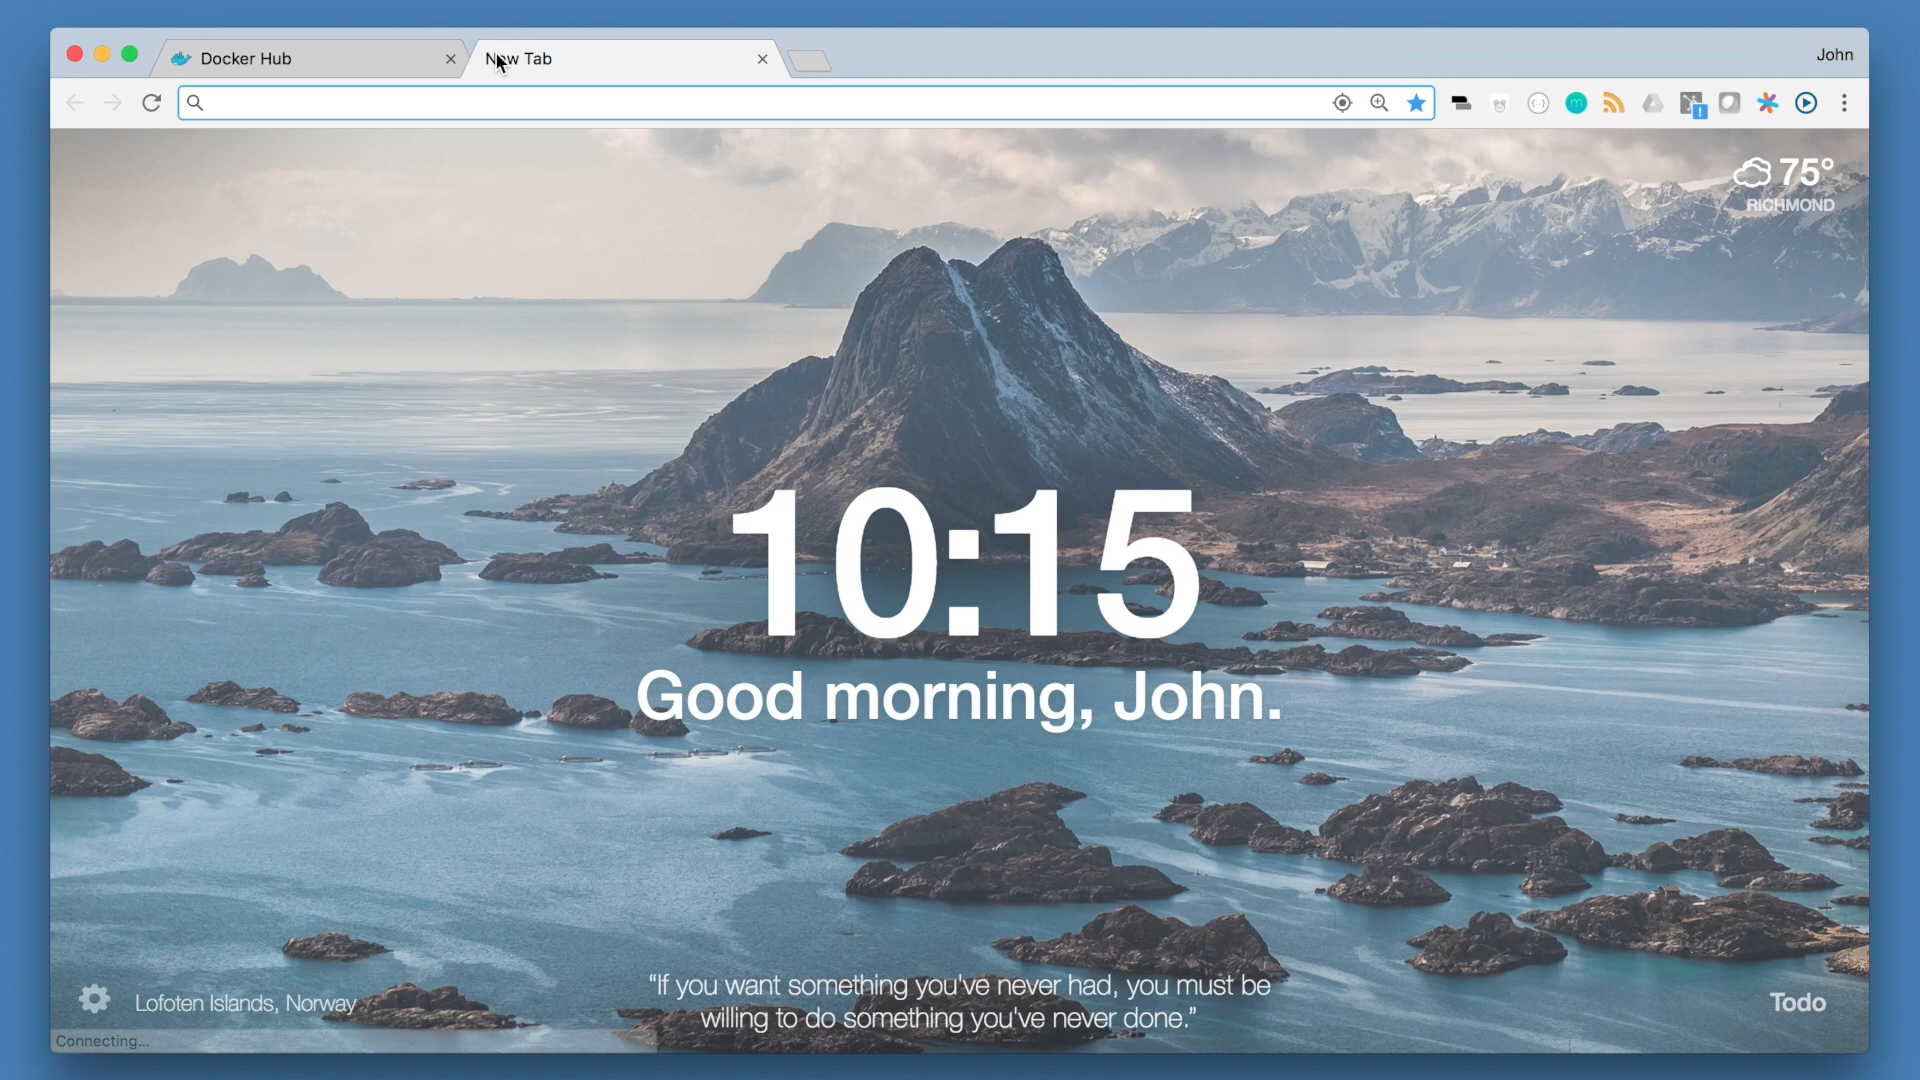 Docker Hub
New Tab
John
75°
RICHMOND
10:15
Good morning, John.
“If you want something you've never had, you must be
willing to do something you've never done.”
Lofoten Islands, Norway
Todo
Connecting...